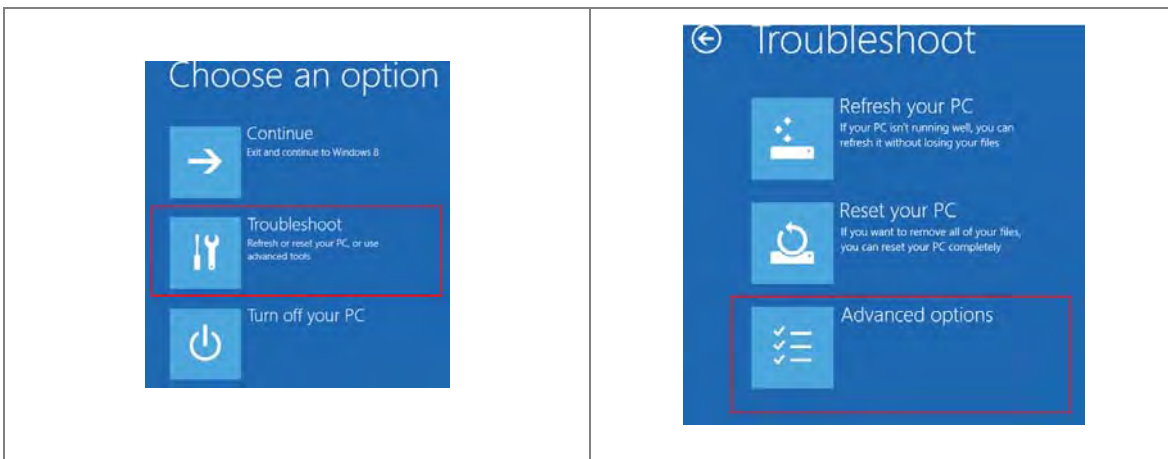 Choose an option
Continue
Exit and continue to Windows 8
Troubleshoot
Refresh or reset your PC, or use
advanced tools
Turn off your PC
Troubleshoot
Refresh your PC
If your PC isn't running well, you can
refresh it without losing your files
Reset your PC
If you want to remove all of your files,
you can reset your PC completely
Advanced options